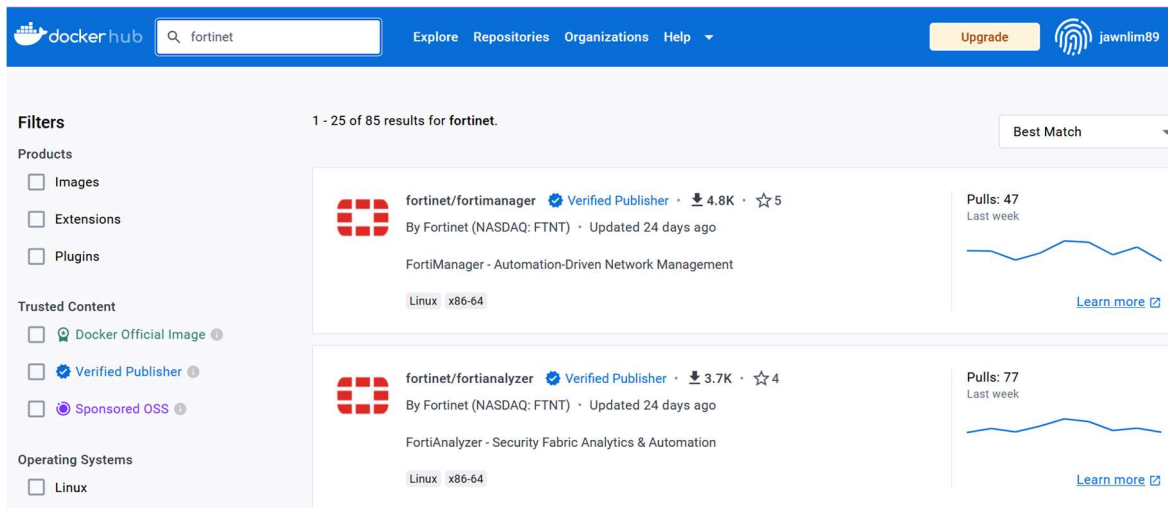 dockerhub fortinet Explore Repositories Organizations Help Upgrade jawnlim89
Filters
Products
Images
Extensions
Plugins
Trusted Content
Docker Official Image
Verified Publisher
Sponsored OSS
Operating Systems
Linux
1 - 25 of 85 results for fortinet.
Best Match
fortinet/fortimanager Verified Publisher • 4.8K • 5
By Fortinet (NASDAQ: FTNT) • Updated 24 days ago
FortiManager - Automation-Driven Network Management
Linux x86-64
Pulls: 47
Last week
Learn more
fortinet/fortianalyzer Verified Publisher • 3.7K • 4
By Fortinet (NASDAQ: FTNT) • Updated 24 days ago
FortiAnalyzer - Security Fabric Analytics & Automation
Linux x86-64
Pulls: 77
Last week
Learn more